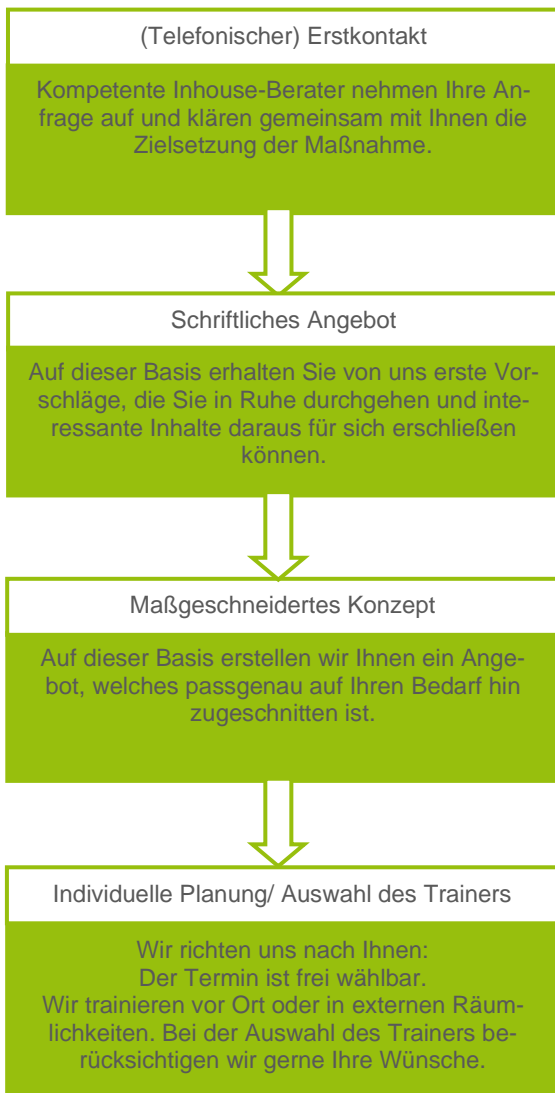 (Telefonischer) Erstkontakt
Kompetente Inhouse-Berater nehmen Ihre An-
frage auf und klären gemeinsam mit Ihnen die
Zielsetzung der Maßnahme.
Schriftliches Angebot
Auf dieser Basis erhalten Sie von uns erste Vor-
schläge, die Sie in Ruhe durchgehen und inte-
ressante Inhalte daraus für sich erschließen
können.
Maßgeschneidertes Konzept
Auf dieser Basis erstellen wir Ihnen ein Ange-
bot, welches passgenau auf Ihren Bedarf hin
zugeschnitten ist.
Individuelle Planung/ Auswahl des Trainers
Wir richten uns nach Ihnen:
Der Termin ist frei wählbar.
Wir trainieren vor Ort oder in externen Räum-
lichkeiten. Bei der Auswahl des Trainers be-
rücksichtigen wir gerne Ihre Wünsche.